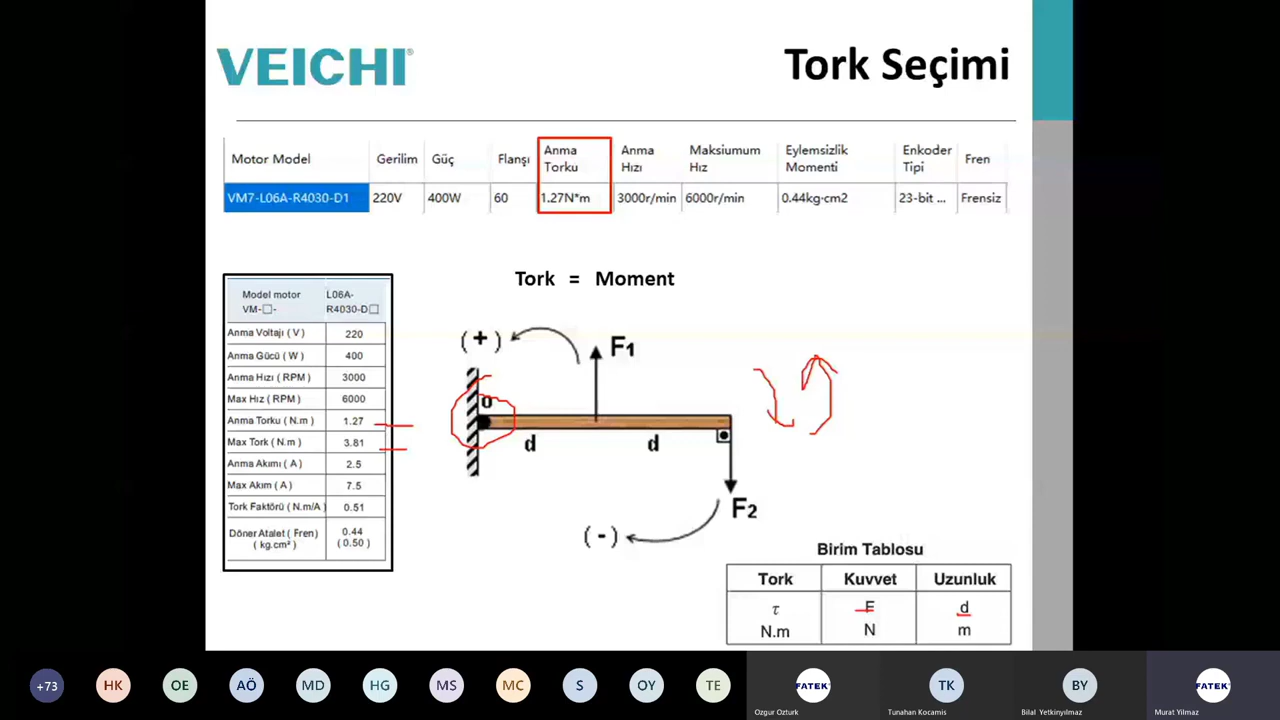 VEICHI
Tork Seçimi
Motor Model Gerilim Güç Flanşı Anma Torku Anma Hızı Maksiumum Hız Eylemsizlik Momenti Enkoder Tipi Fren
VM7-L06A-R4030-D1 220V 400W 60 1.27N*m 3000r/min 6000r/min 0.44kg·cm2 23-bit ... Frensiz
Tork = Moment
Model motor VM-□- L06A-R4030-D□
Anma Voltajı ( V ) 220
Anma Gücü ( W ) 400
Anma Hızı ( RPM ) 3000
Max Hız ( RPM ) 6000
Anma Torku ( N.m ) 1.27
Max Tork ( N.m ) 3.81
Anma Akımı ( A ) 2.5
Max Akım ( A ) 7.5
Tork Faktörü ( N.m/A ) 0.51
Döner Atalet ( Fren ) ( kg.cm² ) 0.44 ( 0.50 )
( + )
F1
o
d d
F2
( - )
Birim Tablosu
Tork Kuvvet Uzunluk
τ F d
N.m N m
+73 HK OE AÖ MD HG MS MC S OY TE
FATEK TK BY FATEK
Ozgur Ozturk Tunahan Kocamis Bilal Yetkinyılmaz Murat Yilmaz